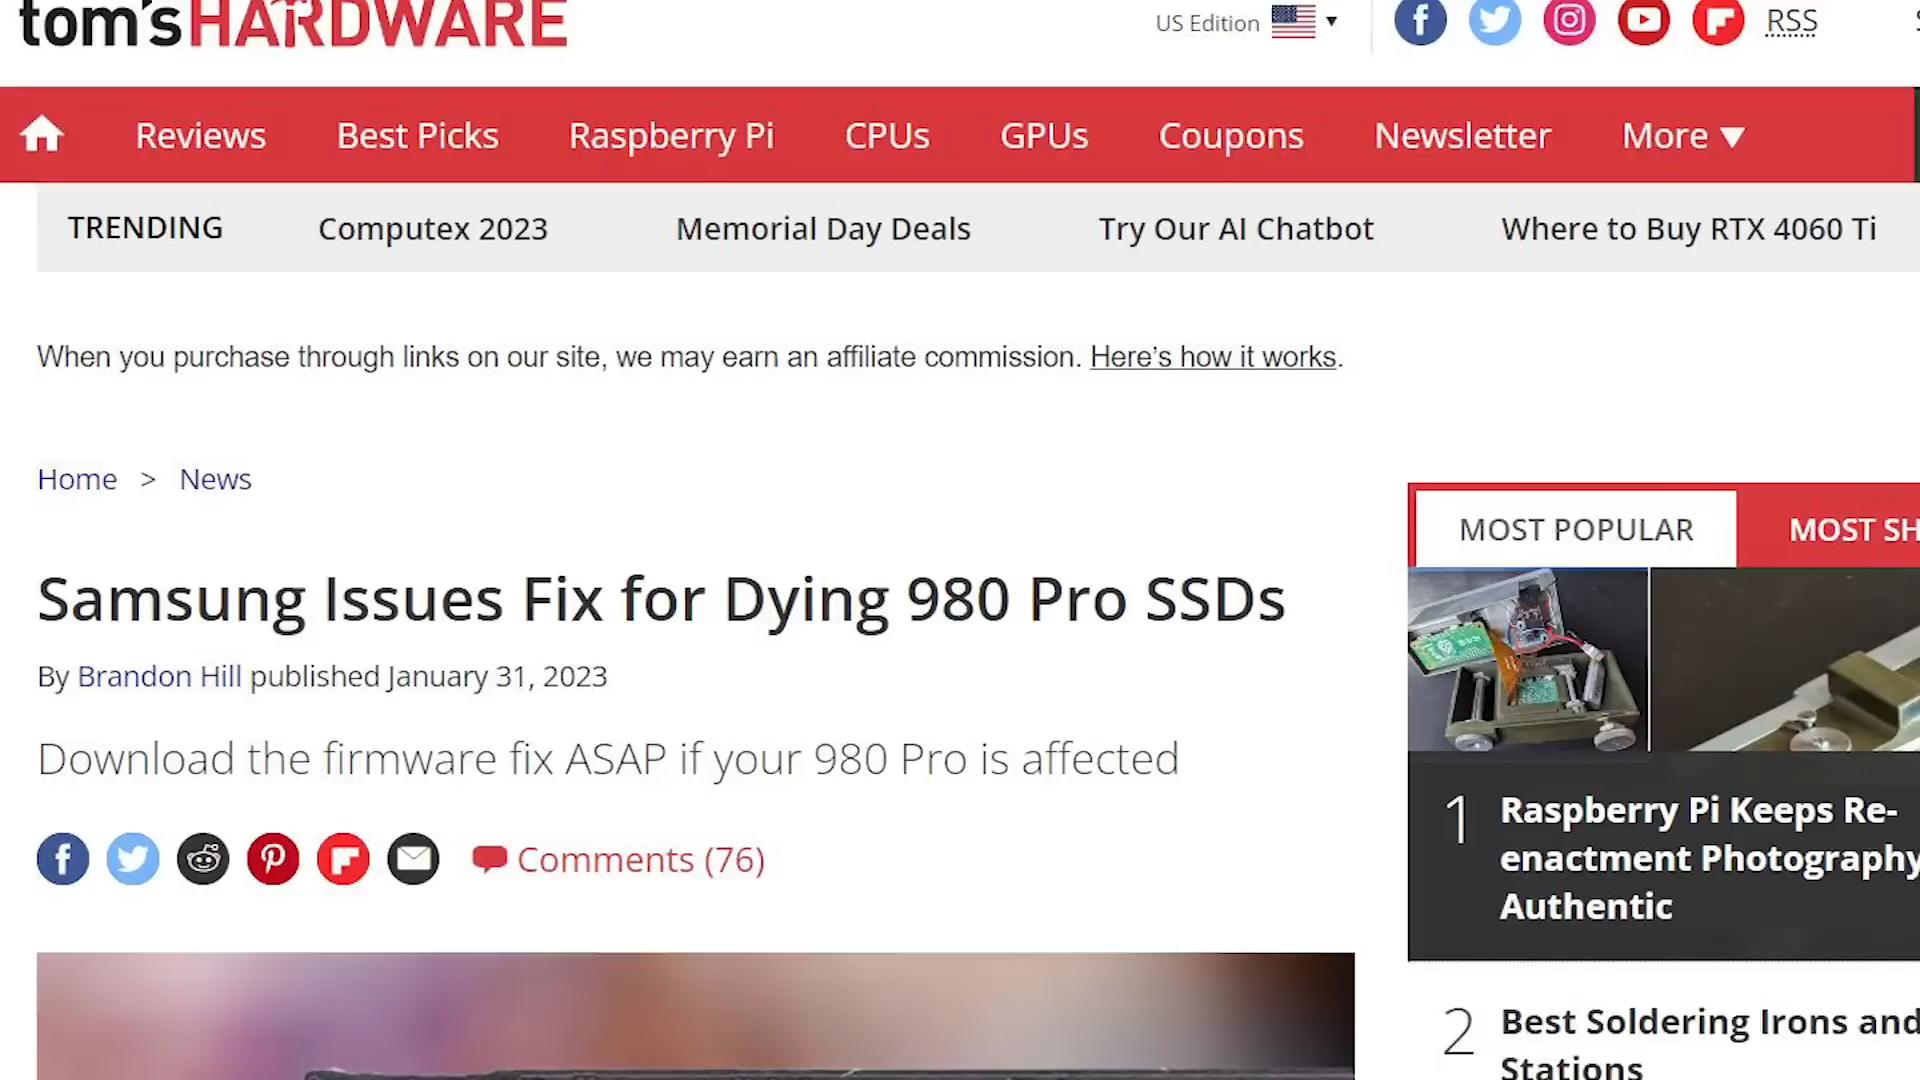 tom's HARDWARE
US Edition
RSS
Reviews Best Picks Raspberry Pi CPUs GPUs Coupons Newsletter More
TRENDING Computex 2023 Memorial Day Deals Try Our AI Chatbot Where to Buy RTX 4060 Ti
When you purchase through links on our site, we may earn an affiliate commission. Here’s how it works.
Home > News
Samsung Issues Fix for Dying 980 Pro SSDs
By Brandon Hill published January 31, 2023
Download the firmware fix ASAP if your 980 Pro is affected
Comments (76)
MOST POPULAR
1 Raspberry Pi Keeps Re-
enactment Photography
Authentic
2 Best Soldering Irons and
Stations